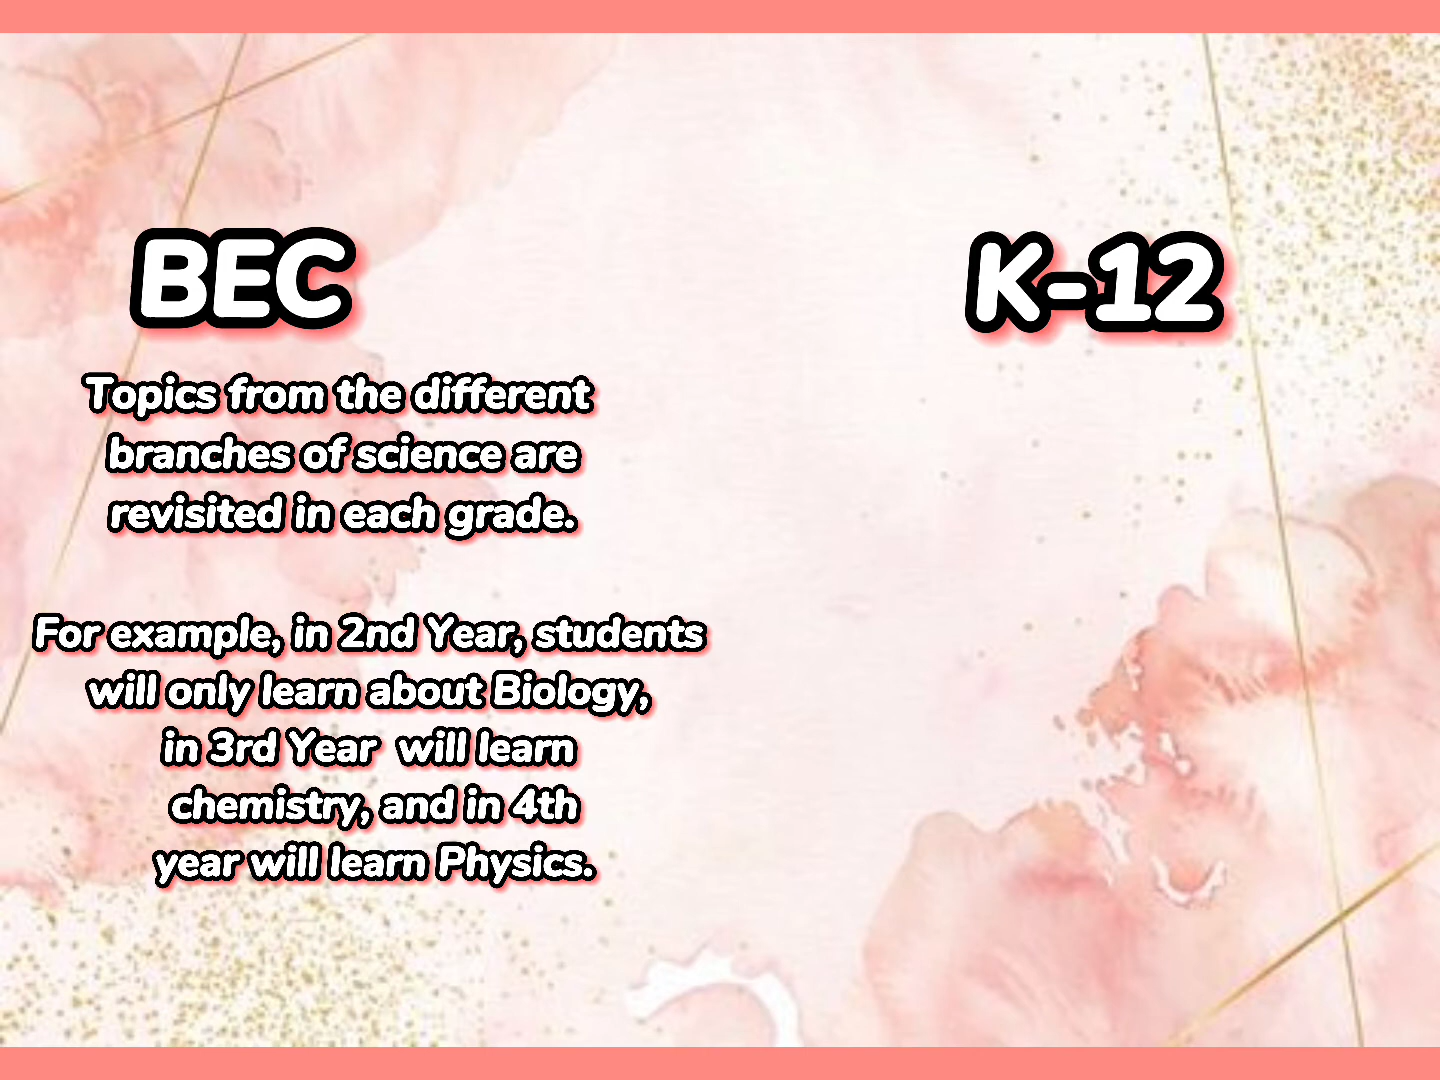 BEC
K-12
Topics from the different
branches of science are
revisited in each grade.
For example, in 2nd Year, students
will only learn about Biology,
in 3rd Year will learn
chemistry, and in 4th
year will learn Physics.